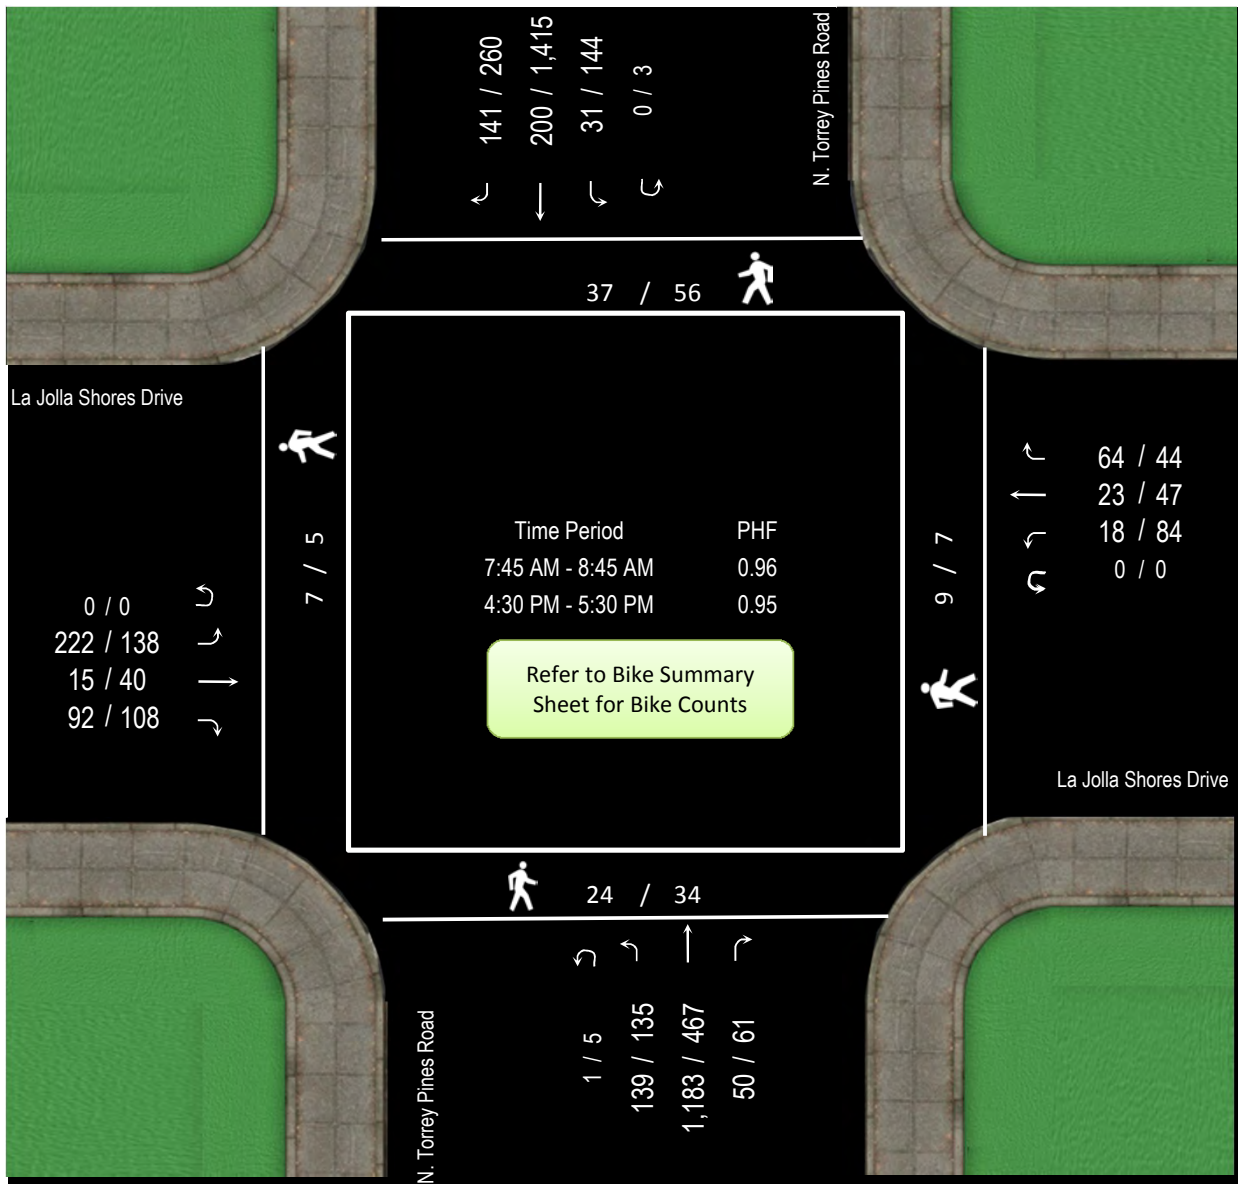 141 / 260
200 / 1,415
31 / 144
0 / 3
N. Torrey Pines Road
37 / 56
La Jolla Shores Drive
64 / 44
23 / 47
18 / 84
0 / 0
7 / 5
Time Period PHF
7:45 AM - 8:45 AM 0.96
4:30 PM - 5:30 PM 0.95
9 / 7
0 / 0
222 / 138
15 / 40
92 / 108
Refer to Bike Summary
Sheet for Bike Counts
La Jolla Shores Drive
24 / 34
N. Torrey Pines Road
1 / 5
139 / 135
1,183 / 467
50 / 61